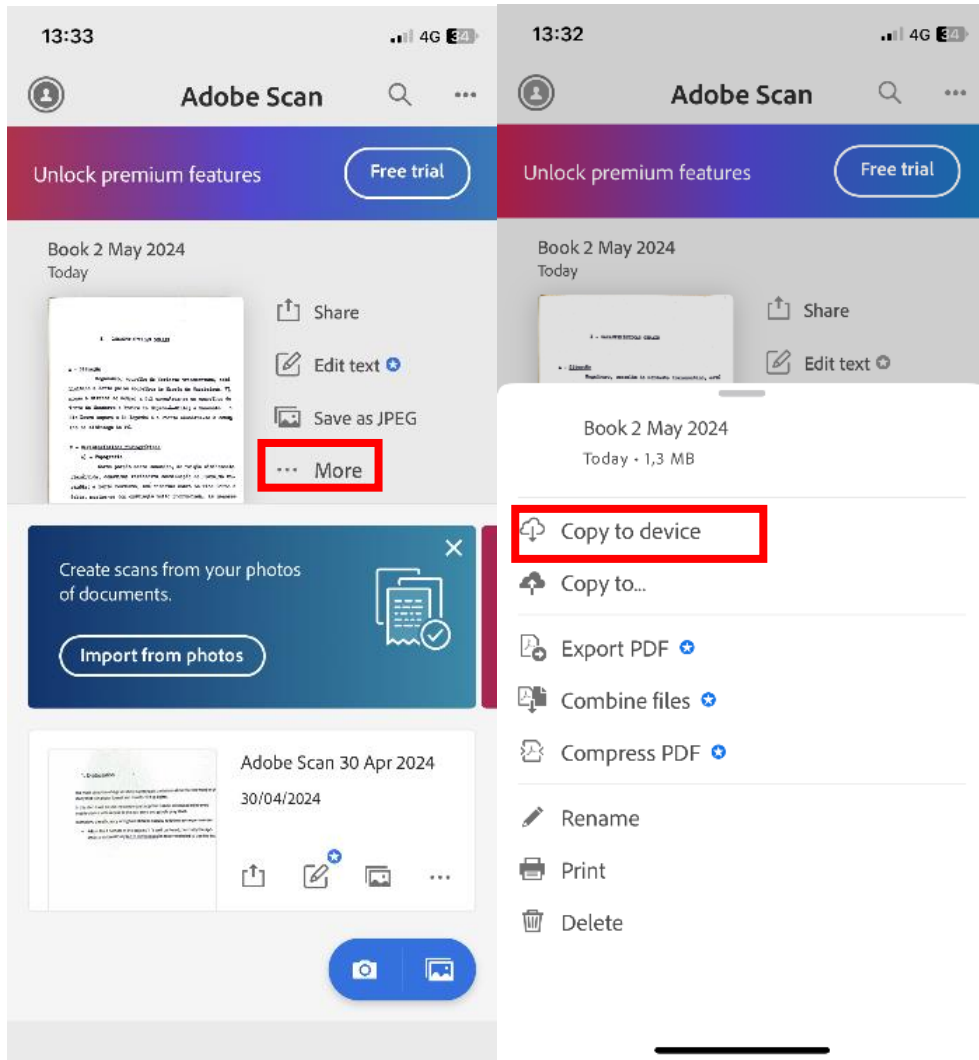 13:33
4G 34
Adobe Scan
Unlock premium features
Free trial
Book 2 May 2024
Today
Share
Edit text
Save as JPEG
More
Create scans from your photos
of documents.
Import from photos
Adobe Scan 30 Apr 2024
30/04/2024
13:32
4G 34
Adobe Scan
Unlock premium features
Free trial
Book 2 May 2024
Today
Share
Edit text
Book 2 May 2024
Today • 1,3 MB
Copy to device
Copy to...
Export PDF
Combine files
Compress PDF
Rename
Print
Delete